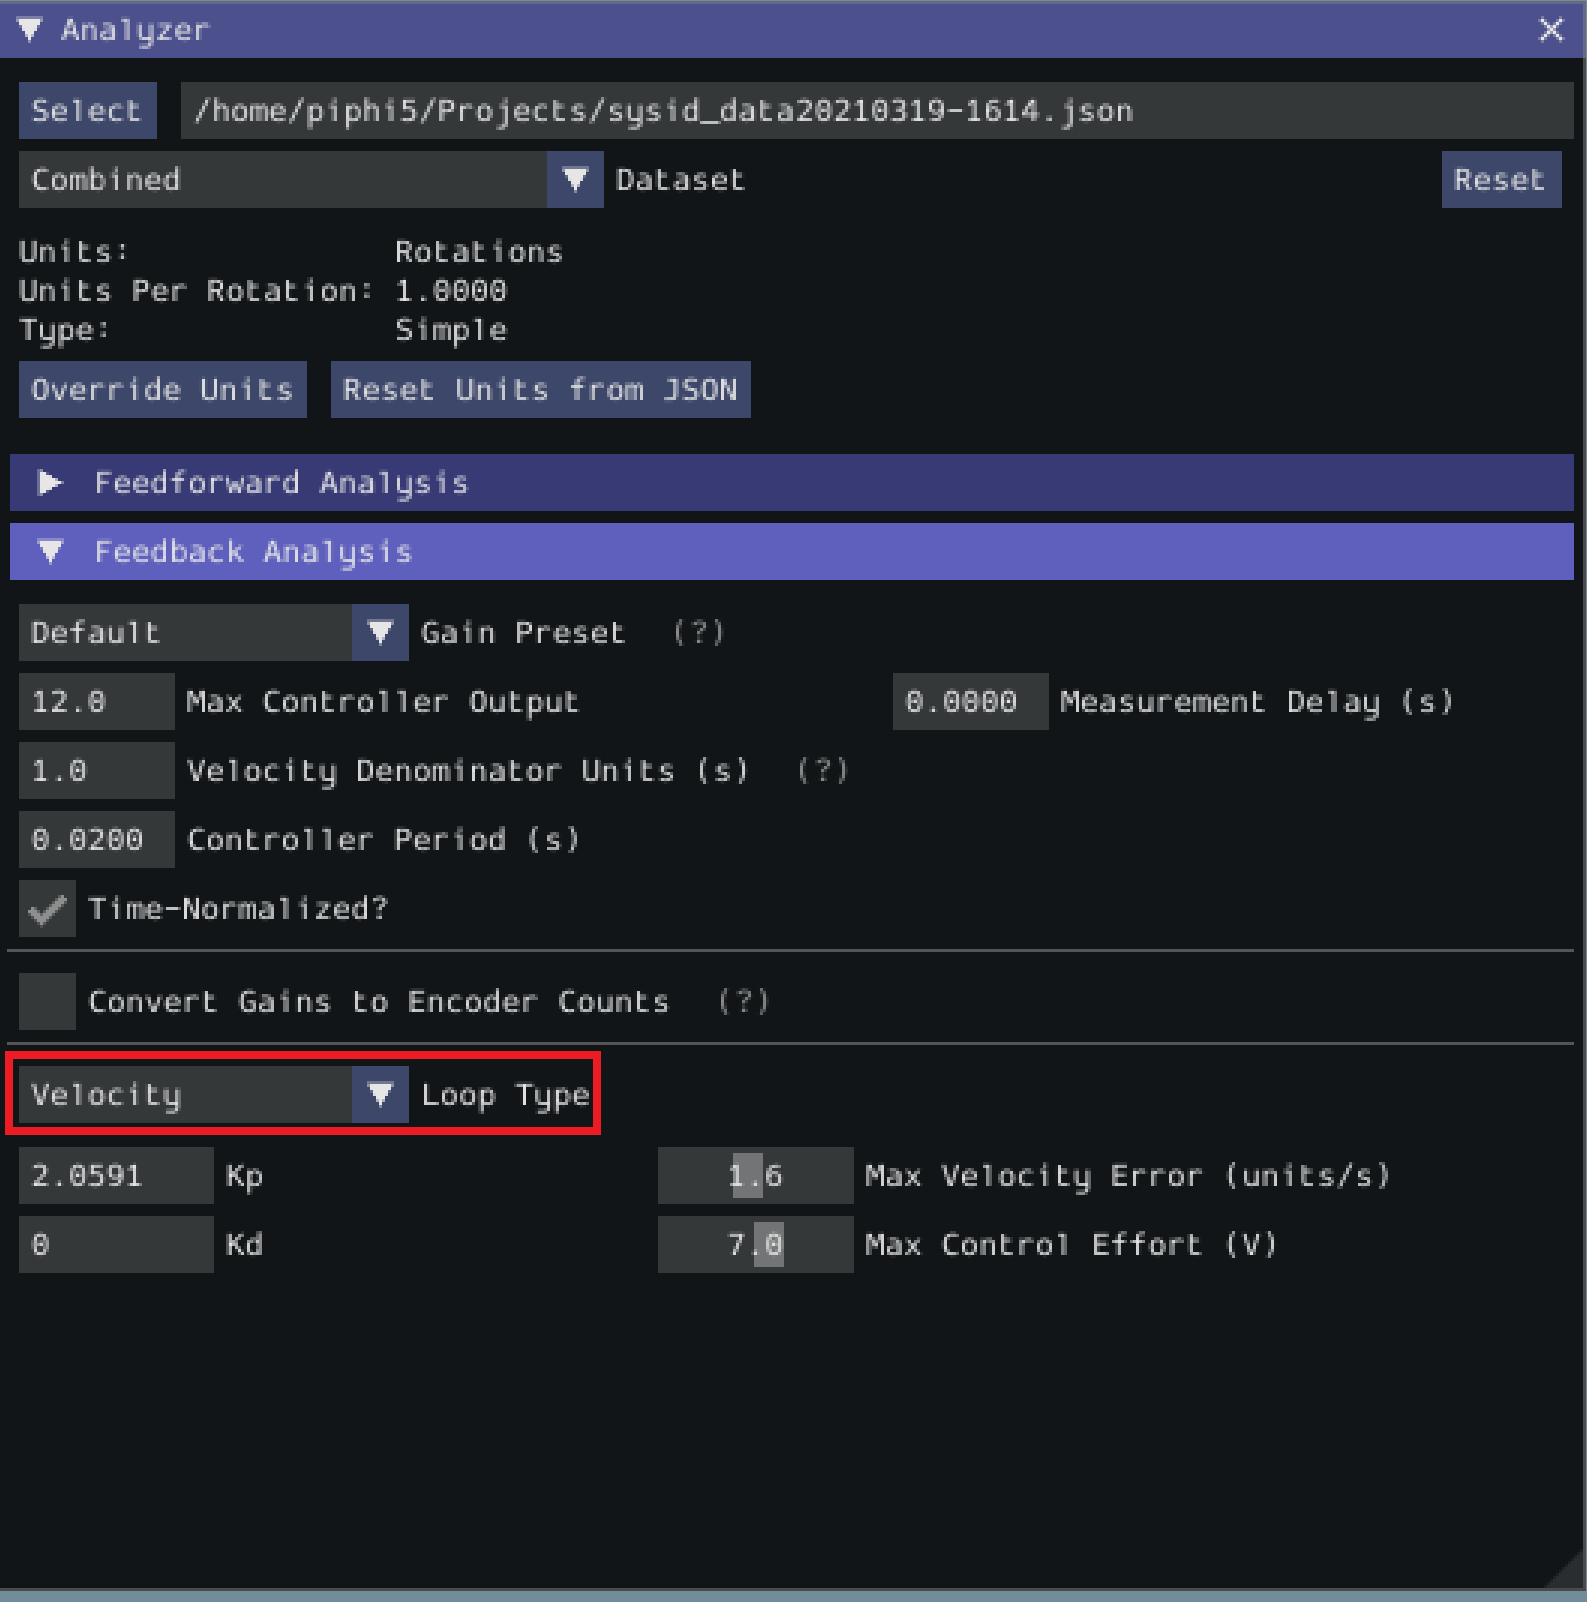 Analyzer
Select /home/piphi5/Projects/sysid_data20210319-1614.json
Combined Dataset Reset
Units: Rotations
Units Per Rotation: 1.0000
Type: Simple
Override Units Reset Units from JSON
Feedforward Analysis
Feedback Analysis
Default Gain Preset (?)
12.0 Max Controller Output 0.0000 Measurement Delay (s)
1.0 Velocity Denominator Units (s) (?)
0.0200 Controller Period (s)
Time-Normalized?
Convert Gains to Encoder Counts (?)
Velocity Loop Type
2.0591 Kp 1.6 Max Velocity Error (units/s)
0 Kd 7.0 Max Control Effort (V)